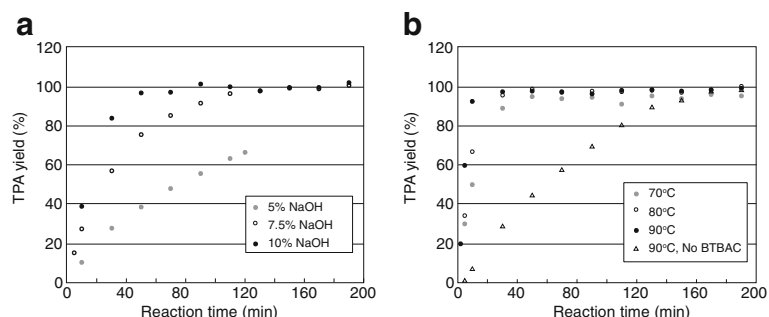 a
120
100
80
60
40
20
0
0
40
80
120
160
200
TPA yield (%)
Reaction time (min)
5% NaOH
7.5% NaOH
10% NaOH
b
120
100
80
60
40
20
0
0
40
80
120
160
200
TPA yield (%)
Reaction time (min)
70°C
80°C
90°C
90°C, No BTBAC